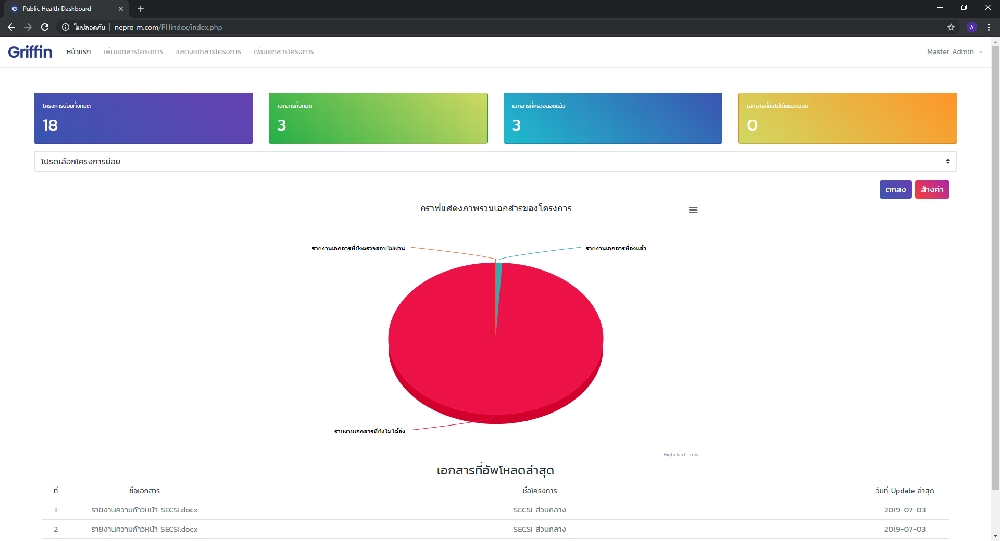 Public Health Dashboard
ไม่ปลอดภัย nepro-m.com/PHindex/index.php
A
Griffin หน้าแรก เพิ่มเอกสารโครงการ แสดงเอกสารโครงการ เพิ่มเอกสารโครงการ Master Admin
โครงการย่อยทั้งหมด เอกสารทั้งหมด เอกสารที่ครวจสอบแล้ว เอกสารที่ยังไม่ได้ตรวจสอบ
18 3 3 0
โปรดเลือกโครงการย่อย
ตกลง ล้างค่า
กราฟแสดงภาพรวมเอกสารของโครงการ
รายงานเอกสารที่ยังตรวจสอบไม่ผ่าน รายงานเอกสารที่ส่งแล้ว
รายงานเอกสารที่ยังไม่ได้ส่ง
Highcharts.com
เอกสารที่อัพโหลดล่าสุด
ที่ ชื่อเอกสาร ชื่อโครงการ วันที่ Update ล่าสุด
1 รายงานความก้าวหน้า SECSI.docx SECSI ส่วนกลาง 2019-07-03
2 รายงานความก้าวหน้า SECSI.docx SECSI ส่วนกลาง 2019-07-03